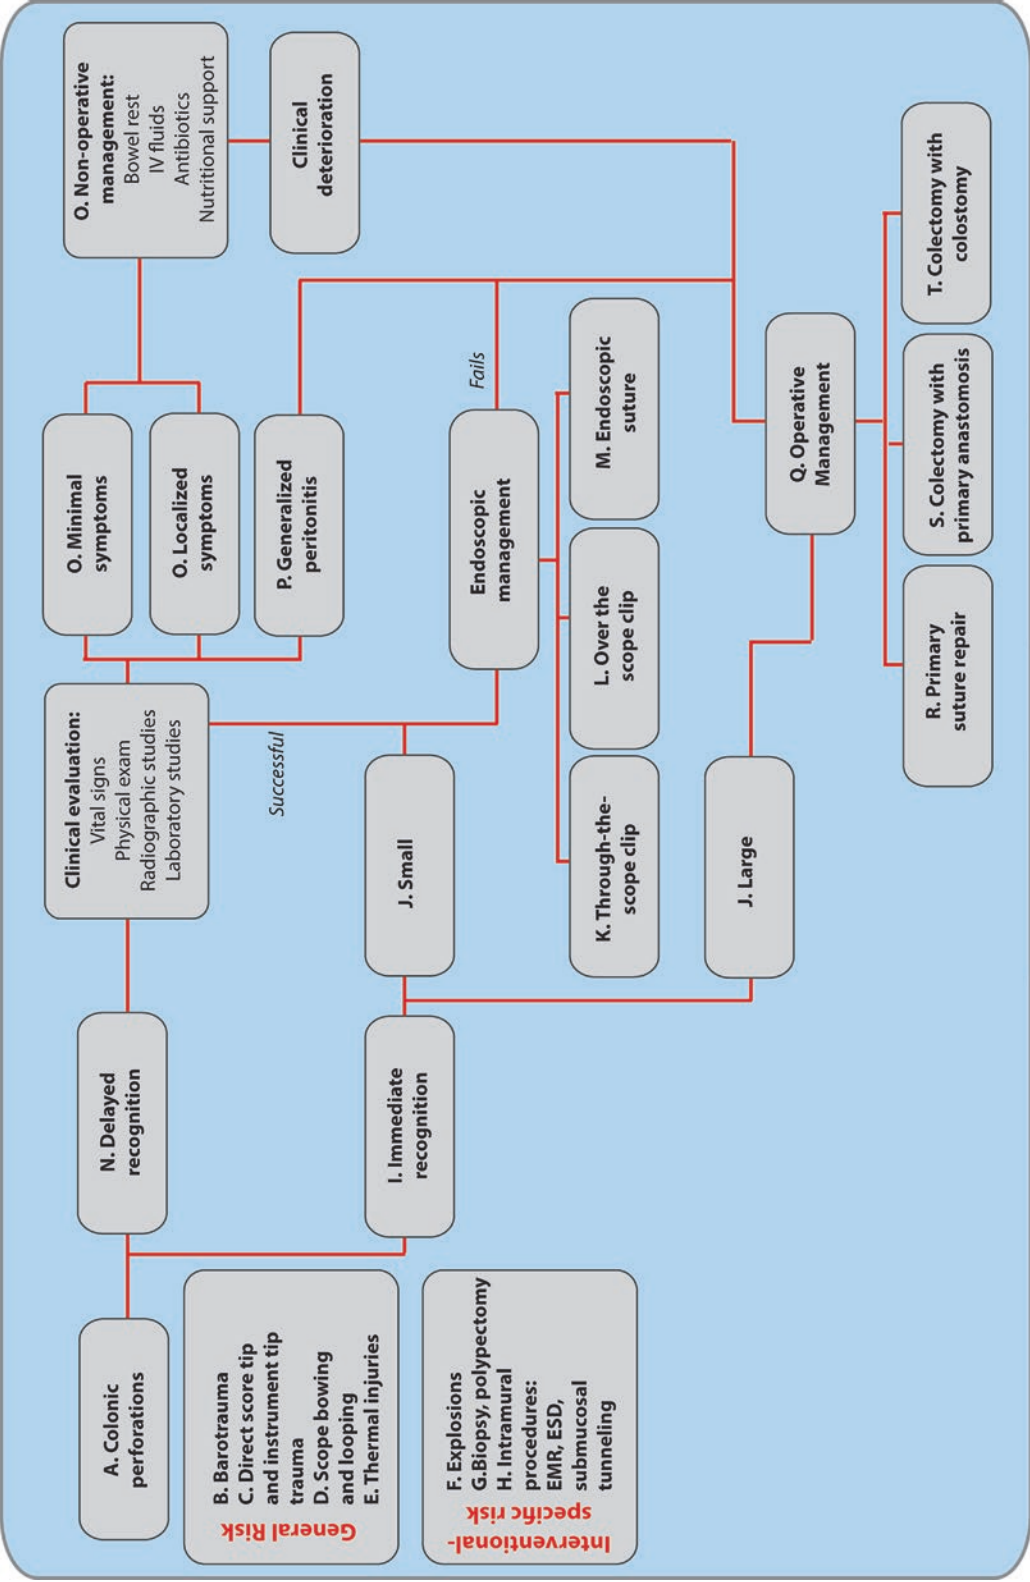 A. Colonic
perforations
General Risk
B. Barotrauma
C. Direct score tip
and instrument tip
trauma
D. Scope bowing
and looping
E. Thermal injuries
Interventional-
specific risk
F. Explosions
G.Biopsy, polypectomy
H. Intramural
procedures:
EMR, ESD,
submucosal
tunneling
N. Delayed
recognition
I. Immediate
recognition
Clinical evaluation:
Vital signs
Physical exam
Radiographic studies
Laboratory studies
Successful
J. Small
J. Large
O. Minimal
symptoms
O. Localized
symptoms
P. Generalized
peritonitis
Endoscopic
management
Fails
K. Through-the-
scope clip
L. Over the
scope clip
M. Endoscopic
suture
O. Non-operative
management:
Bowel rest
IV fluids
Antibiotics
Nutritional support
Clinical
deterioration
Q. Operative
Management
R. Primary
suture repair
S. Colectomy with
primary anastomosis
T. Colectomy with
colostomy